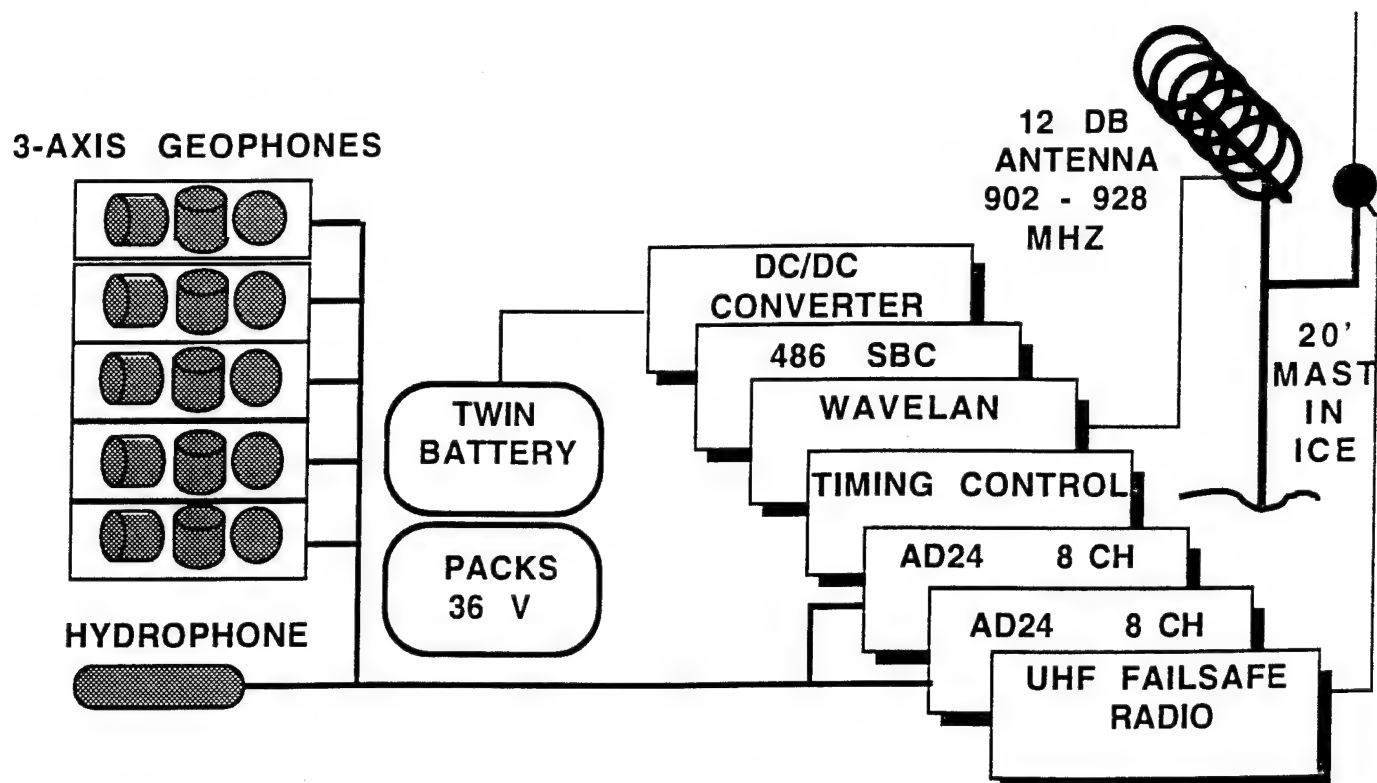 3-AXIS GEOPHONES
12 DB
ANTENNA
902 - 928
MHZ
DC/DC
CONVERTER
486 SBC
WAVELAN
TIMING CONTROL
AD24 8 CH
AD24 8 CH
UHF FAILSAFE
RADIO
20'
MAST
IN
ICE
TWIN
BATTERY
PACKS
36 V
HYDROPHONE